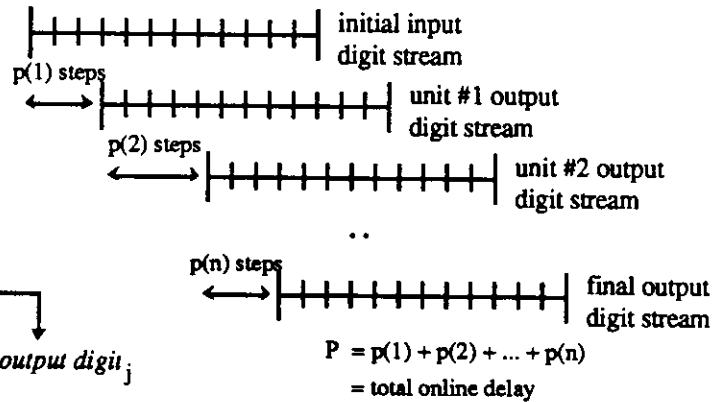 initial input
digit stream
p(1) steps
unit #1 output
digit stream
p(2) steps
unit #2 output
digit stream
..
p(n) steps
final output
digit stream
output digit j
P = p(1) + p(2) + ... + p(n)
= total online delay